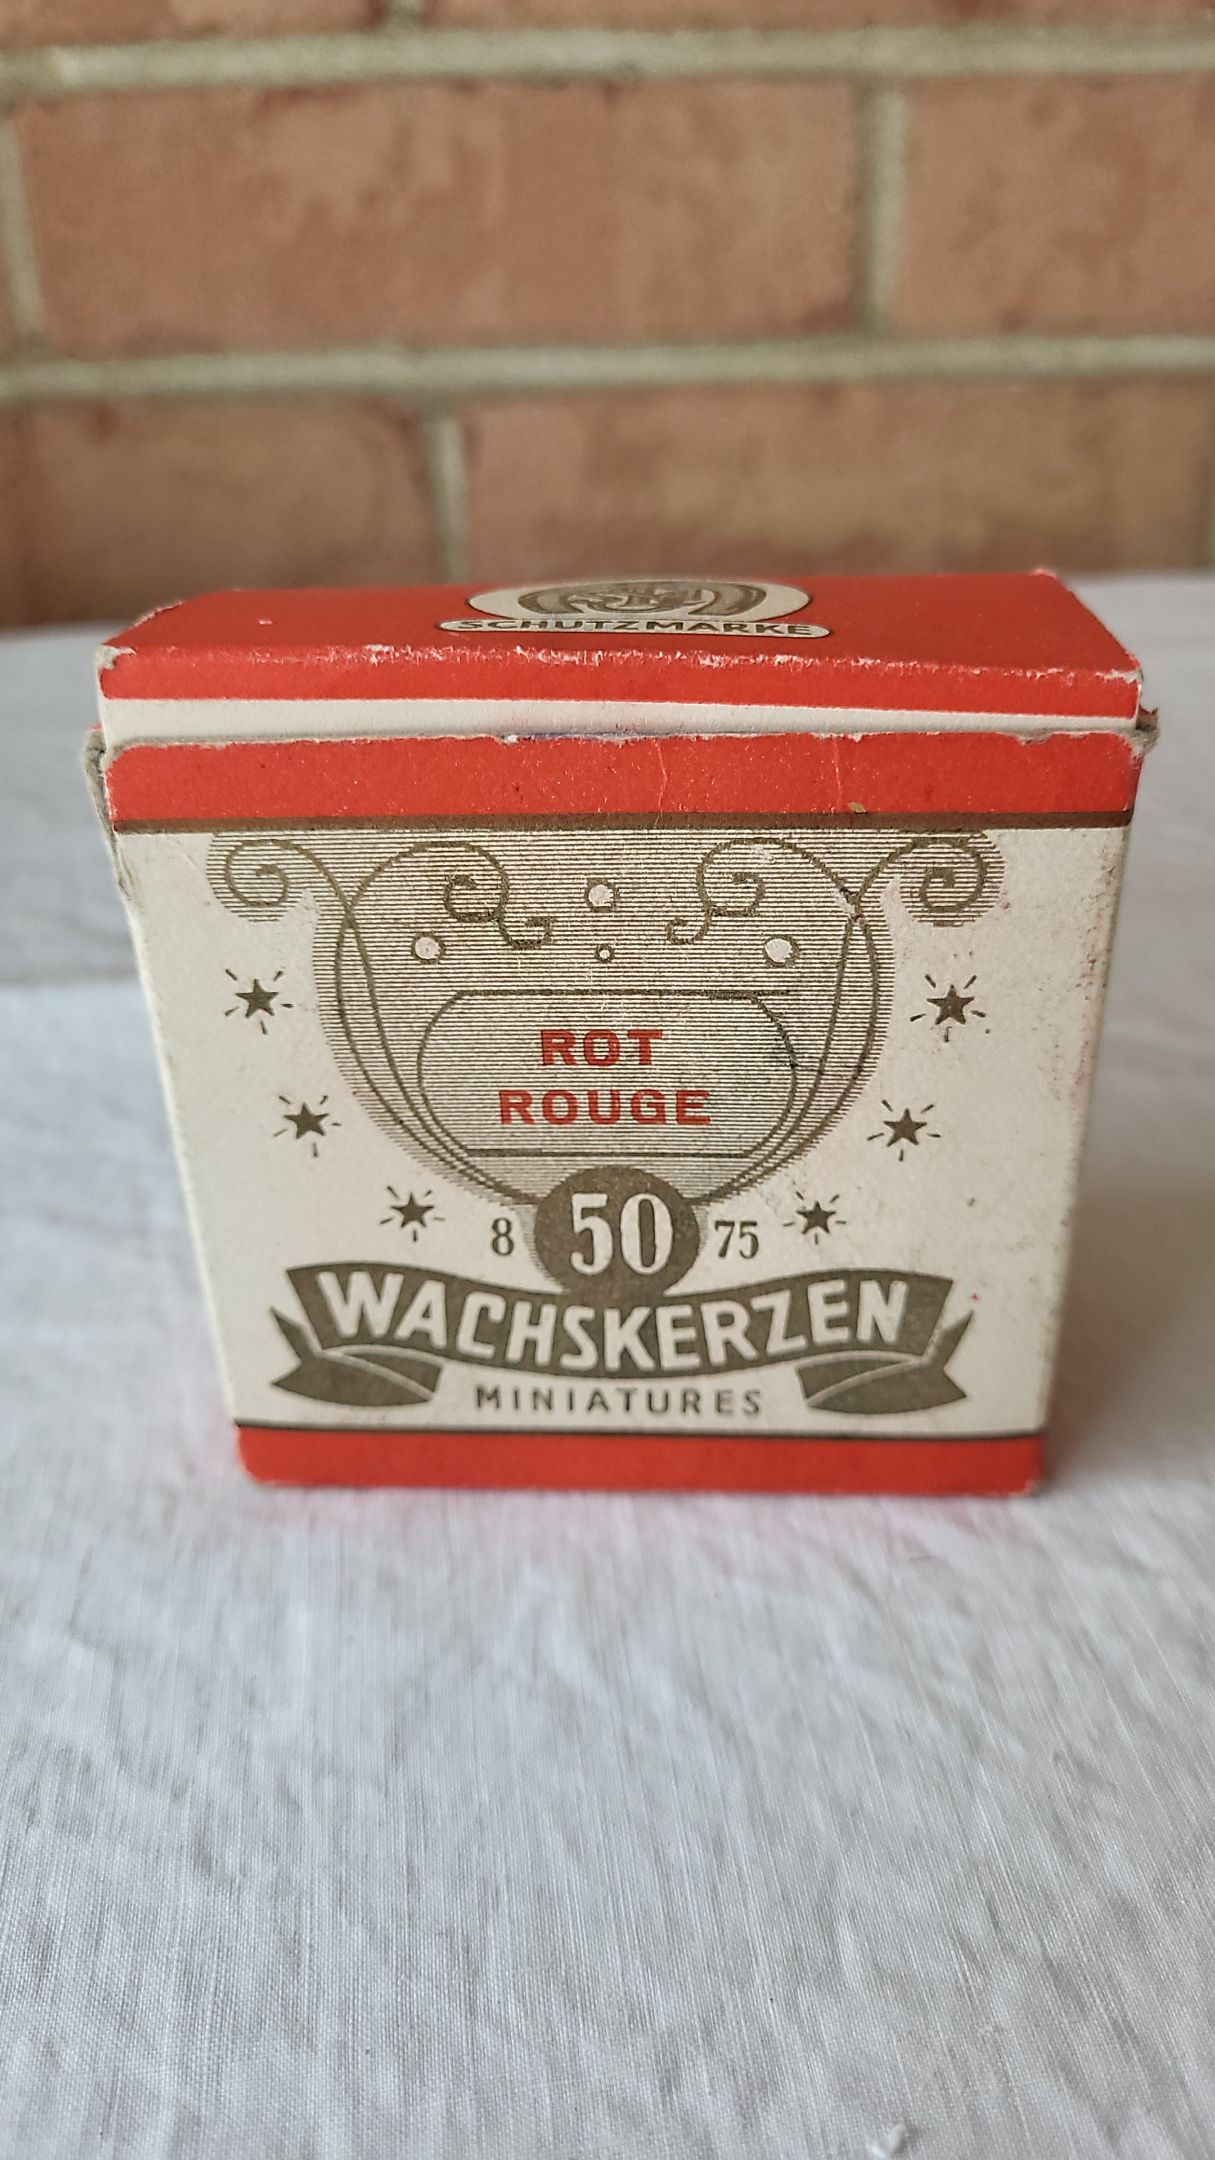 SCHUTZMARKE
ROT
ROUGE
8 50 75
WACHSKERZEN
MINIATURES